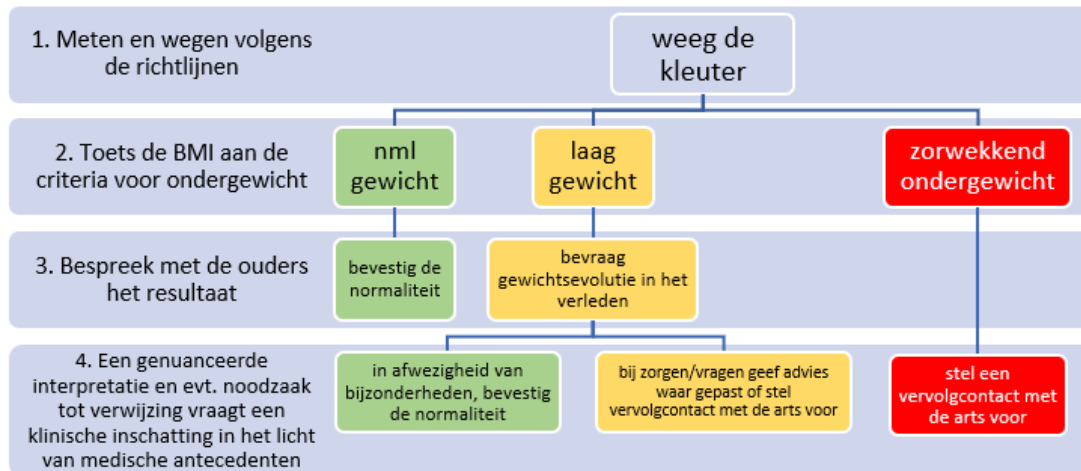 1. Meten en wegen volgens
de richtlijnen
weeg de
kleuter
2. Toets de BMI aan de
criteria voor ondergewicht
nml
gewicht
laag
gewicht
zorwekkend
ondergewicht
3. Bespreek met de ouders
het resultaat
bevestig de
normaliteit
bevraag
gewichtsevolutie in het
verleden
4. Een genuanceerde
interpretatie en evt. noodzaak
tot verwijzing vraagt een
klinische inschatting in het licht
van medische antecedenten
in afwezigheid van
bijzonderheden, bevestig
de normaliteit
bij zorgen/vragen geef advies
waar gepast of stel
vervolgcontact met de arts voor
stel een
vervolgcontact met
de arts voor